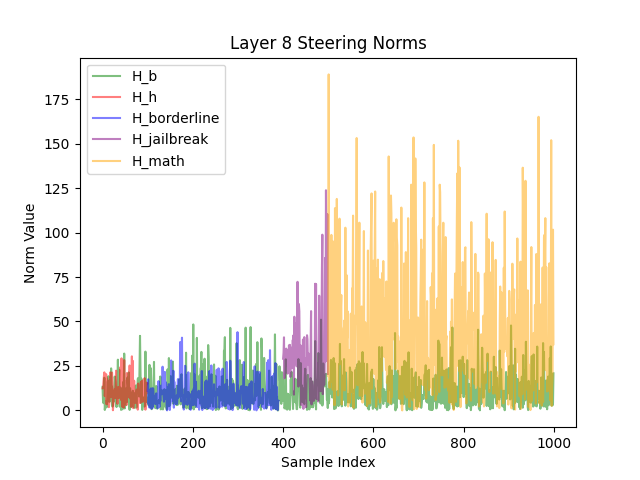 Layer 8 Steering Norms
H_b
H_h
H_borderline
H_jailbreak
H_math
Norm Value
175
150
125
100
75
50
25
0
0 200 400 600 800 1000
Sample Index